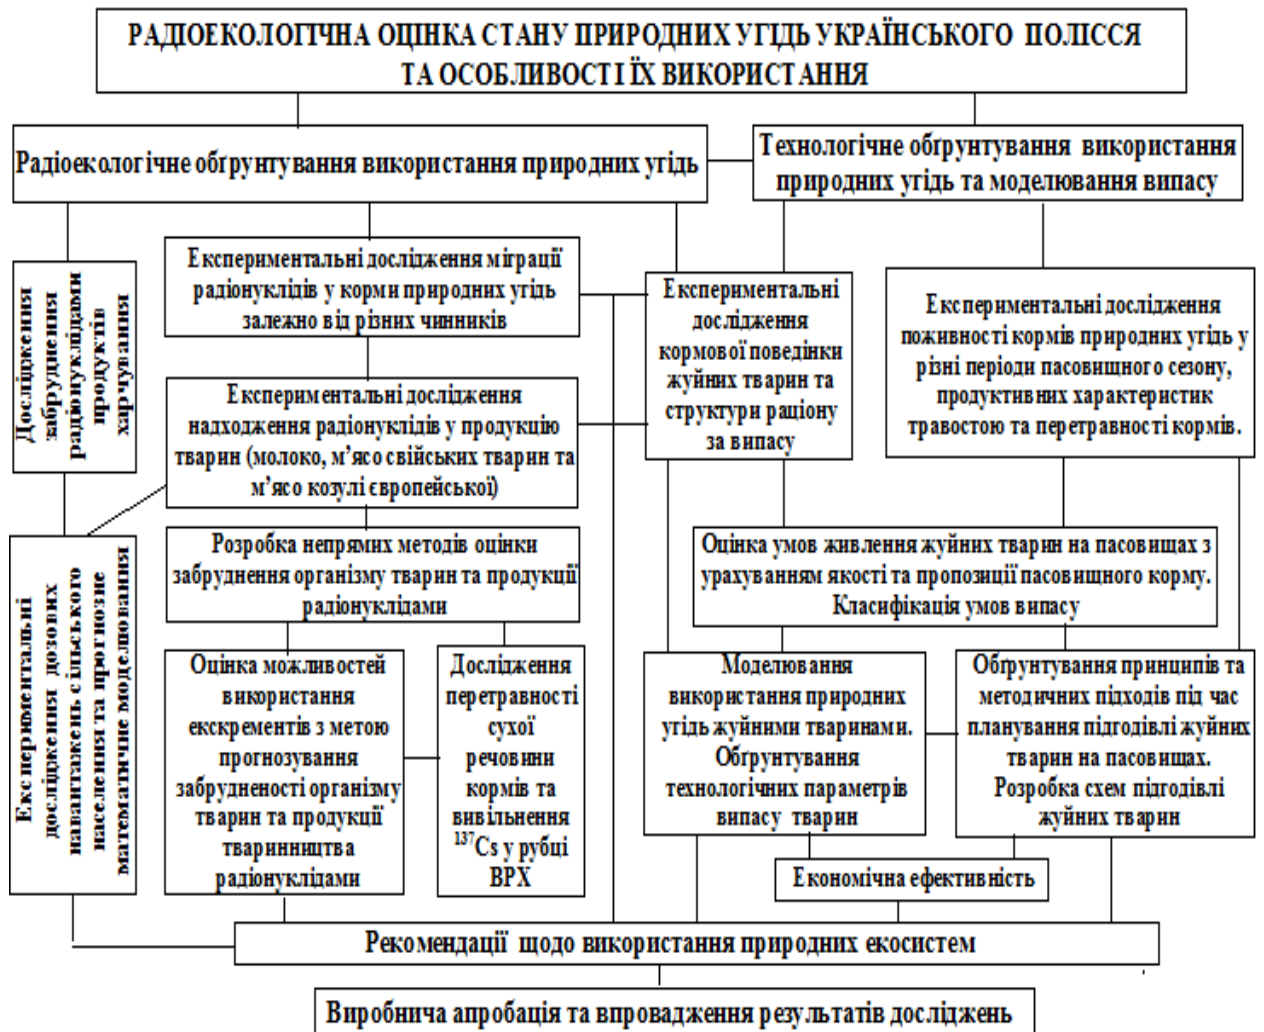 РАДІОЕКОЛОГІЧНА ОЦІНКА СТАНУ ПРИРОДНИХ УГІДЬ УКРАЇНСЬКОГО ПОЛІССЯ
ТА ОСОБЛИВОСТІ ЇХ ВИКОРИСТАННЯ
Радіоекологічне обґрунтування використання природних угідь
Технологічне обґрунтування використання
природних угідь та моделювання випасу
Дослідження
забруднення
радіонуклідами
продуктів
харчування
Експериментальні дослідження міграції
радіонуклідів у корми природних угідь
залежно від різних чинників
Експериментальні
дослідження
кормової поведінки
жуйних тварин та
структури раціону
за випасу
Експериментальні дослідження
поживності кормів природних угідь у
різні періоди пасовищного сезону,
продуктивних характеристик
травостою та перетравності кормів.
Експериментальні дослідження
надходження радіонуклідів у продукцію
тварин (молоко, м’ясо свійських тварин та
м’ясо козулі європейської)
Експериментальні
дослідження дозових
навантажень сільського
населення та прогнозне
математичне моделювання
Розробка непрямих методів оцінки
забруднення організму тварин та продукції
радіонуклідами
Оцінка умов живлення жуйних тварин на пасовищах з
урахуванням якості та пропозиції пасовищного корму.
Класифікація умов випасу
Оцінка можливостей
використання
екскрементів з метою
прогнозування
забрудненості організму
тварин та продукції
тваринництва
радіонуклідами
Дослідження
перетравності
сухої
речовини
кормів та
вивільнення
¹³⁷Cs у рубці
ВРХ
Моделювання
використання природних
угідь жуйними тваринами.
Обґрунтування
технологічних параметрів
випасу тварин
Обґрунтування принципів та
методичних підходів під час
планування підгодівлі жуйних
тварин на пасовищах.
Розробка схем підгодівлі
жуйних тварин
Економічна ефективність
Рекомендації щодо використання природних екосистем
Виробнича апробація та впровадження результатів досліджень